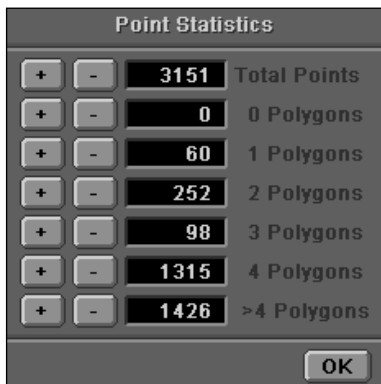 Point Statistics
+ - 3151 Total Points
+ - 0 0 Polygons
+ - 60 1 Polygons
+ - 252 2 Polygons
+ - 98 3 Polygons
+ - 1315 4 Polygons
+ - 1426 >4 Polygons
OK